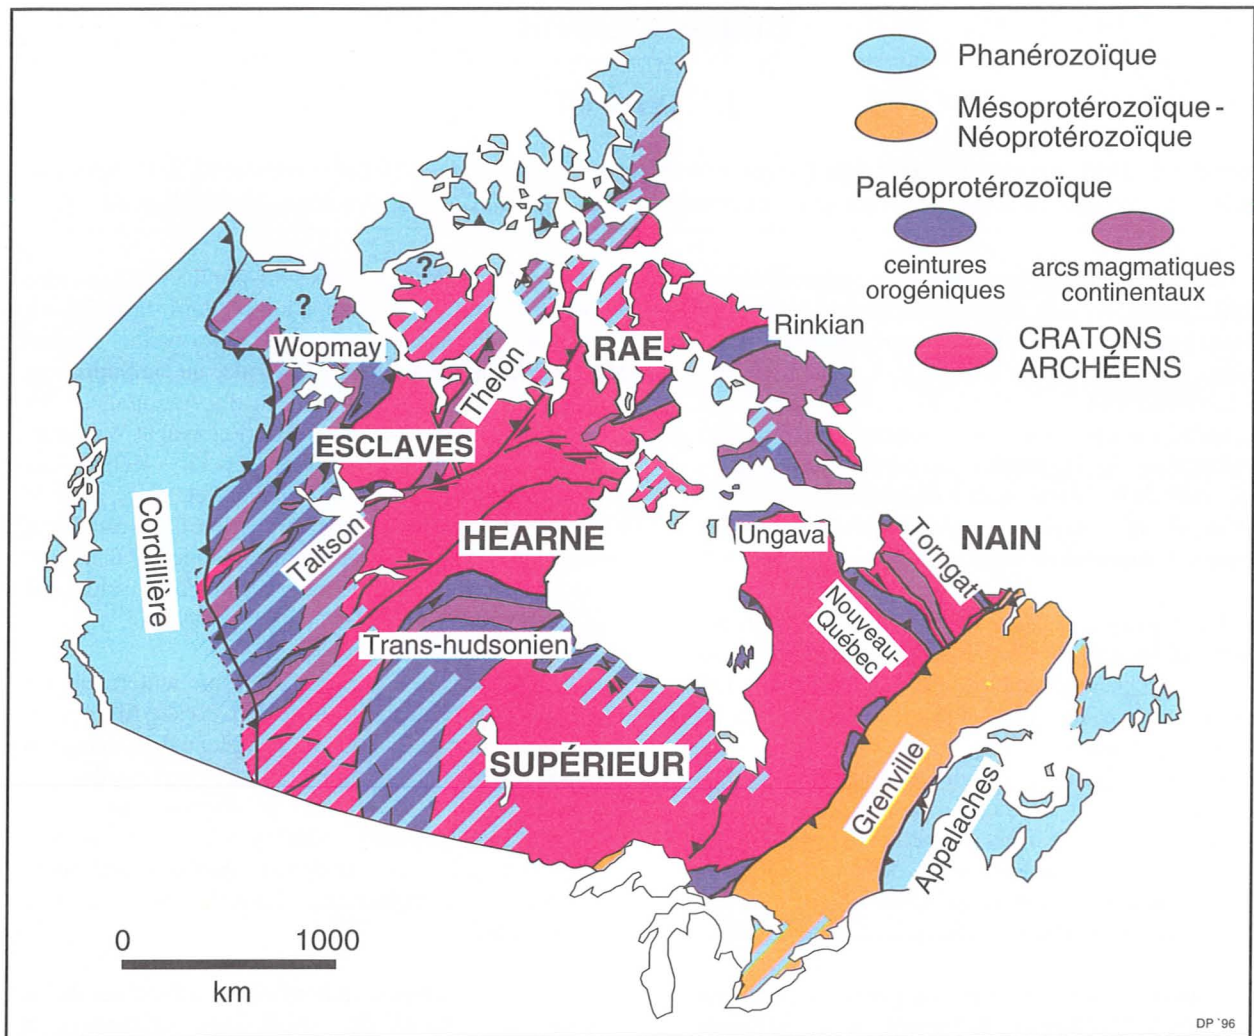 Phanérozoïque
Mésoprotérozoïque -
Néoprotérozoïque
Paléoprotérozoïque
ceintures
orogéniques
arcs magmatiques
continentaux
CRATONS
ARCHÉENS
?
?
Rinkian
Wopmay
RAE
Thelon
ESCLAVES
Cordillière
Taltson
HEARNE
Ungava
Torngat
NAIN
Nouveau-
Québec
Trans-hudsonien
SUPÉRIEUR
Grenville
Appalaches
0 1000
km
DP '96